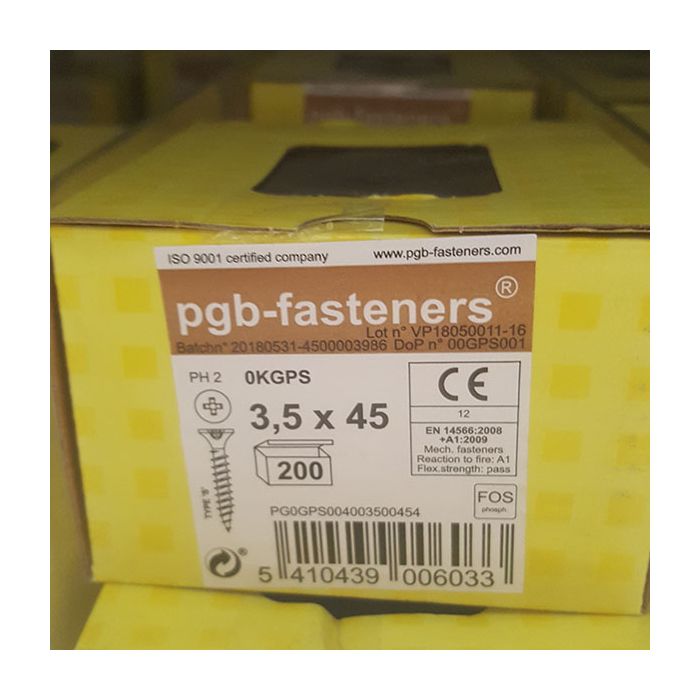 pgb-fasteners
ISO 9001 certified company www.pgb-fasteners.com
pgb-fasteners®
Lot n° VP18050011-16
Batchn° 20180531-4500003986 DoP n° 00GPS001
PH 2 0KGPS
3,5 x 45
200
CE
12
EN 14566:2008
+A1:2009
Mech. fasteners
Reaction to fire: A1
Flex.strength: pass
FOS
phosph.
PG0GPS004003500454
5 410439 006033